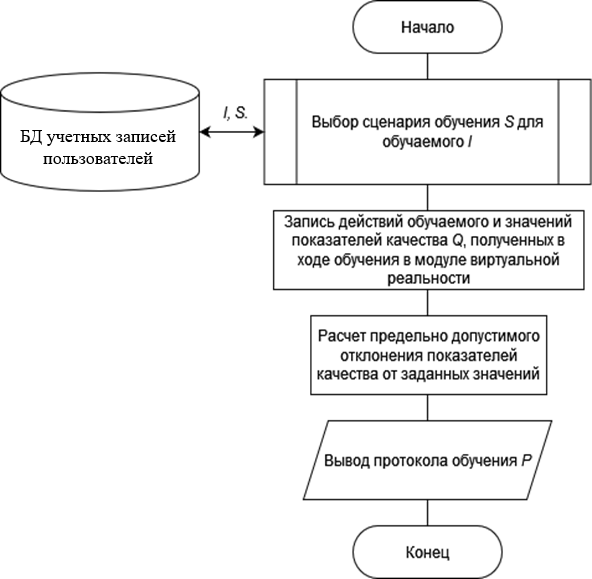 Начало
БД учетных записей
пользователей
I, S.
Выбор сценария обучения S для
обучаемого I
Запись действий обучаемого и значений
показателей качества Q, полученных в
ходе обучения в модуле виртуальной
реальности
Расчет предельно допустимого
отклонения показателей
качества от заданных значений
Вывод протокола обучения P
Конец